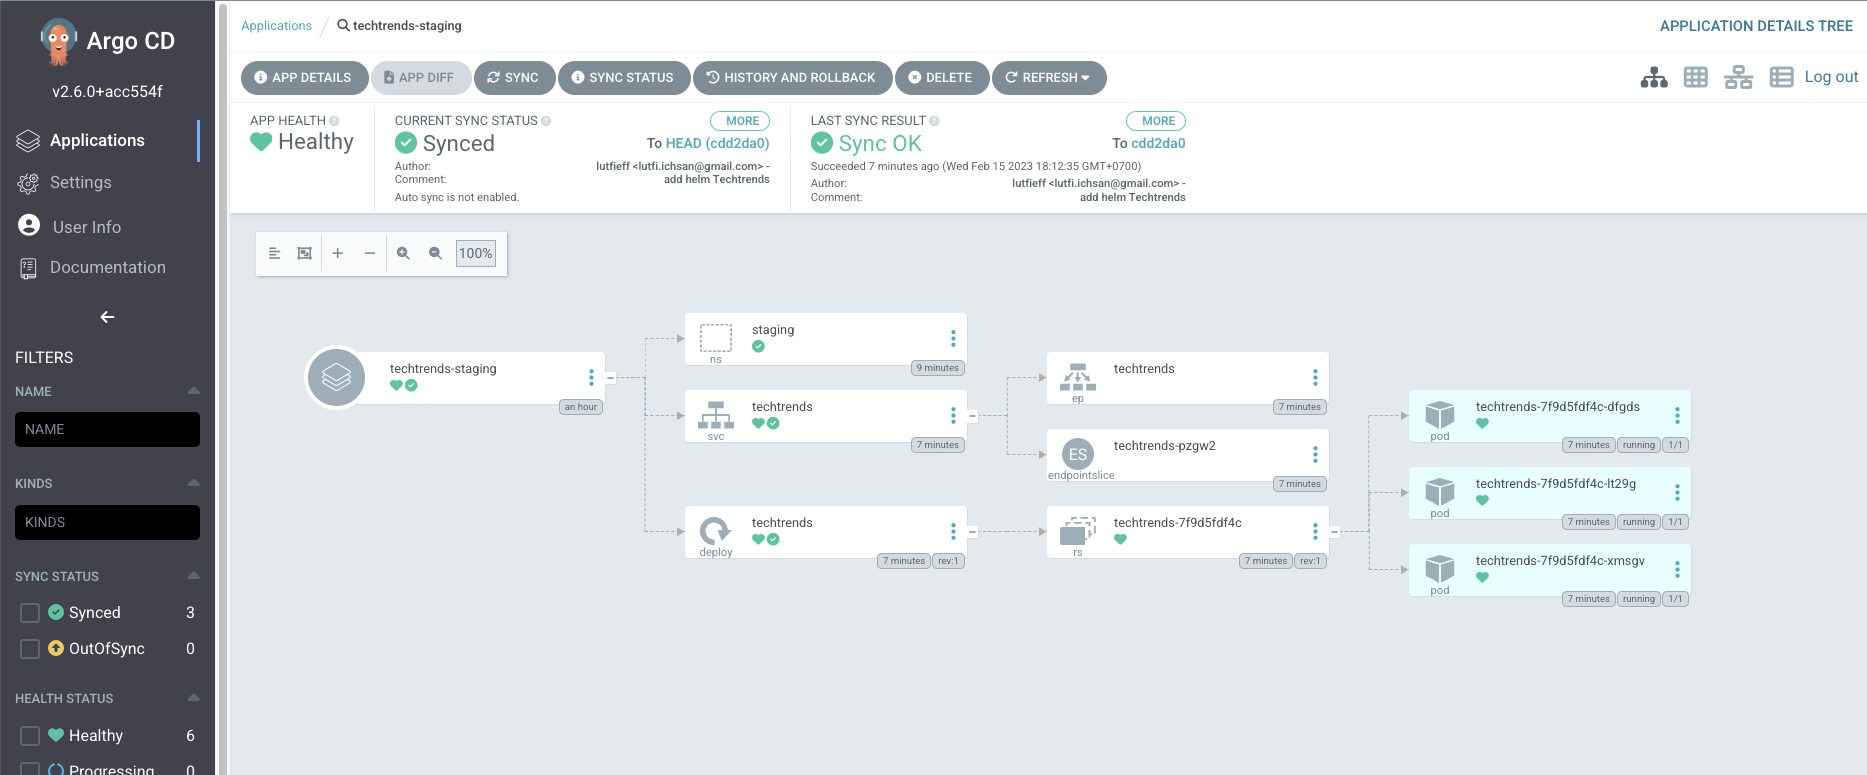 Argo CD
v2.6.0+acc554f
Applications
Settings
User Info
Documentation
FILTERS
NAME
NAME
KINDS
KINDS
SYNC STATUS
Synced 3
OutOfSync 0
HEALTH STATUS
Healthy 6
Progressing 0
Applications / techtrends-staging
APPLICATION DETAILS TREE
APP DETAILS APP DIFF SYNC SYNC STATUS HISTORY AND ROLLBACK DELETE REFRESH
Log out
APP HEALTH
Healthy
CURRENT SYNC STATUS MORE
Synced To HEAD (cdd2da0)
Author: lutfieff <lutfi.ichsan@gmail.com> -
Comment: add helm Techtrends
Auto sync is not enabled.
LAST SYNC RESULT MORE
Sync OK To cdd2da0
Succeeded 7 minutes ago (Wed Feb 15 2023 18:12:35 GMT+0700)
Author: lutfieff <lutfi.ichsan@gmail.com> -
Comment: add helm Techtrends
100%
techtrends-staging
an hour
staging
ns
9 minutes
techtrends
svc
7 minutes
techtrends
deploy
7 minutes rev:1
techtrends
ep
7 minutes
ES
techtrends-pzgw2
endpointslice
7 minutes
techtrends-7f9d5fdf4c
rs
7 minutes rev:1
techtrends-7f9d5fdf4c-dfgds
pod
7 minutes running 1/1
techtrends-7f9d5fdf4c-lt29g
pod
7 minutes running 1/1
techtrends-7f9d5fdf4c-xmsgv
pod
7 minutes running 1/1